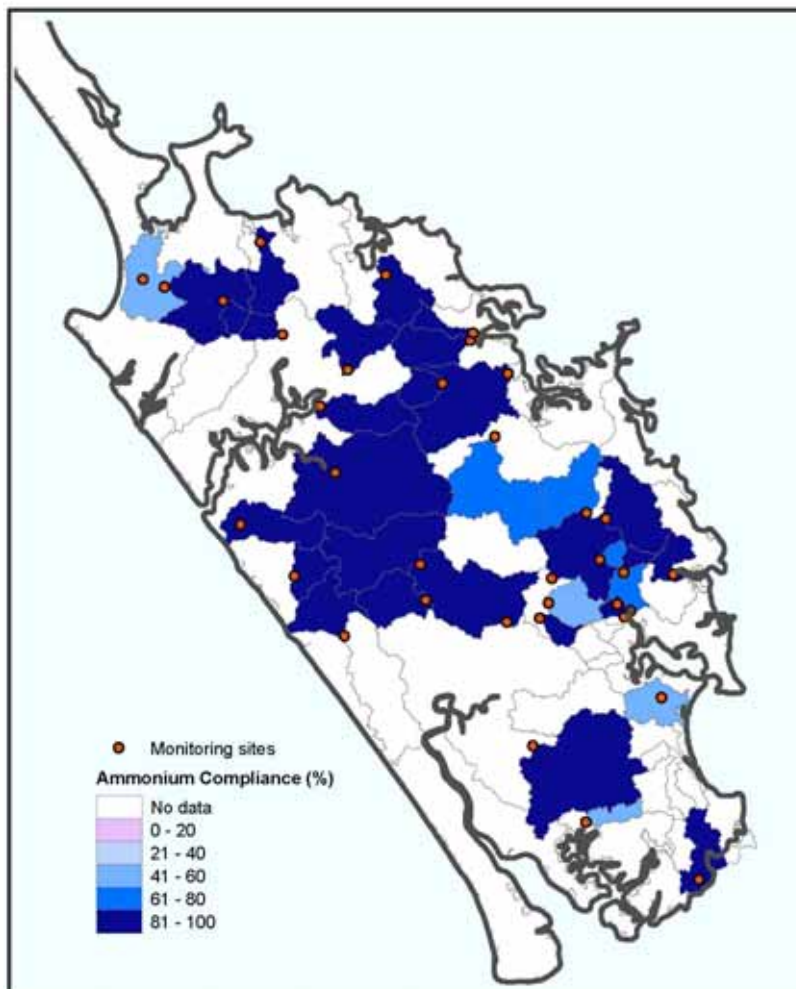 Monitoring sites
Ammonium Compliance (%)
No data
0 - 20
21 - 40
41 - 60
61 - 80
81 - 100